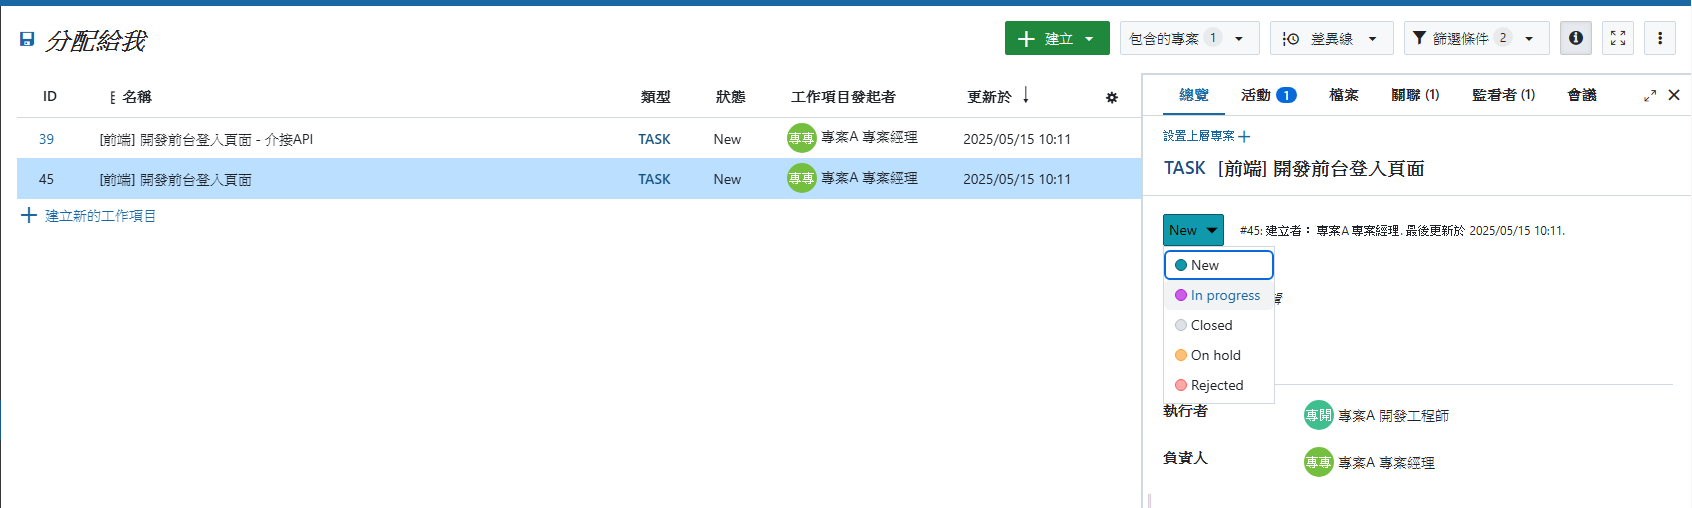 分配給我
建立
包含的專案 1
差異線
篩選條件 2
ID 名稱 類型 狀態 工作項目發起者 更新於
39 [前端] 開發前台登入頁面 - 介接API TASK New 專專 專案A 專案經理 2025/05/15 10:11
45 [前端] 開發前台登入頁面 TASK New 專專 專案A 專案經理 2025/05/15 10:11
建立新的工作項目
總覽 活動 1 檔案 關聯 (1) 監看者 (1) 會議
設置上層專案
TASK [前端] 開發前台登入頁面
New #45: 建立者： 專案A 專案經理. 最後更新於 2025/05/15 10:11.
New
In progress
Closed
On hold
Rejected
執行者 專開 專案A 開發工程師
負責人 專專 專案A 專案經理